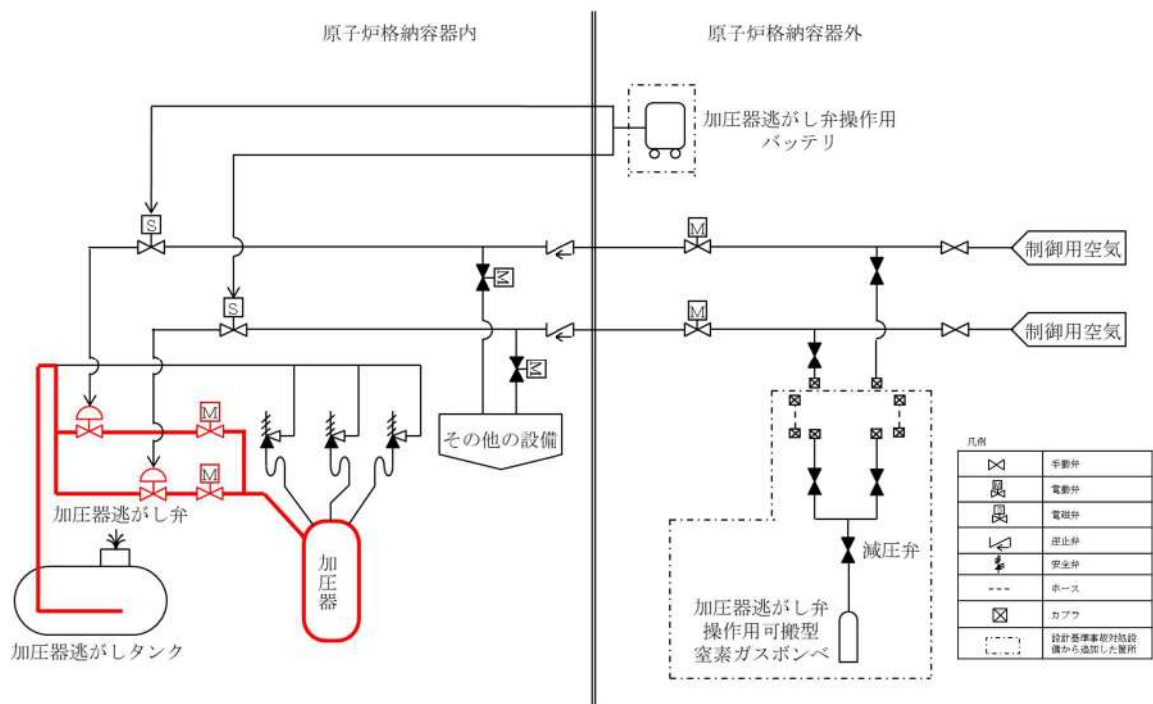 原子炉格納容器内
原子炉格納容器外
加圧器逃がし弁操作用
バッテリ
S
M
制御用空気
M
S
M
制御用空気
M
M
その他の設備
M
加圧器逃がし弁
加圧器
減圧弁
加圧器逃がし弁
操作用可搬型
窒素ガスボンベ
加圧器逃がしタンク
凡例
手動弁
電動弁
電磁弁
逆止弁
安全弁
ホース
カプラ
設計基準事故対処設
備から追加した箇所